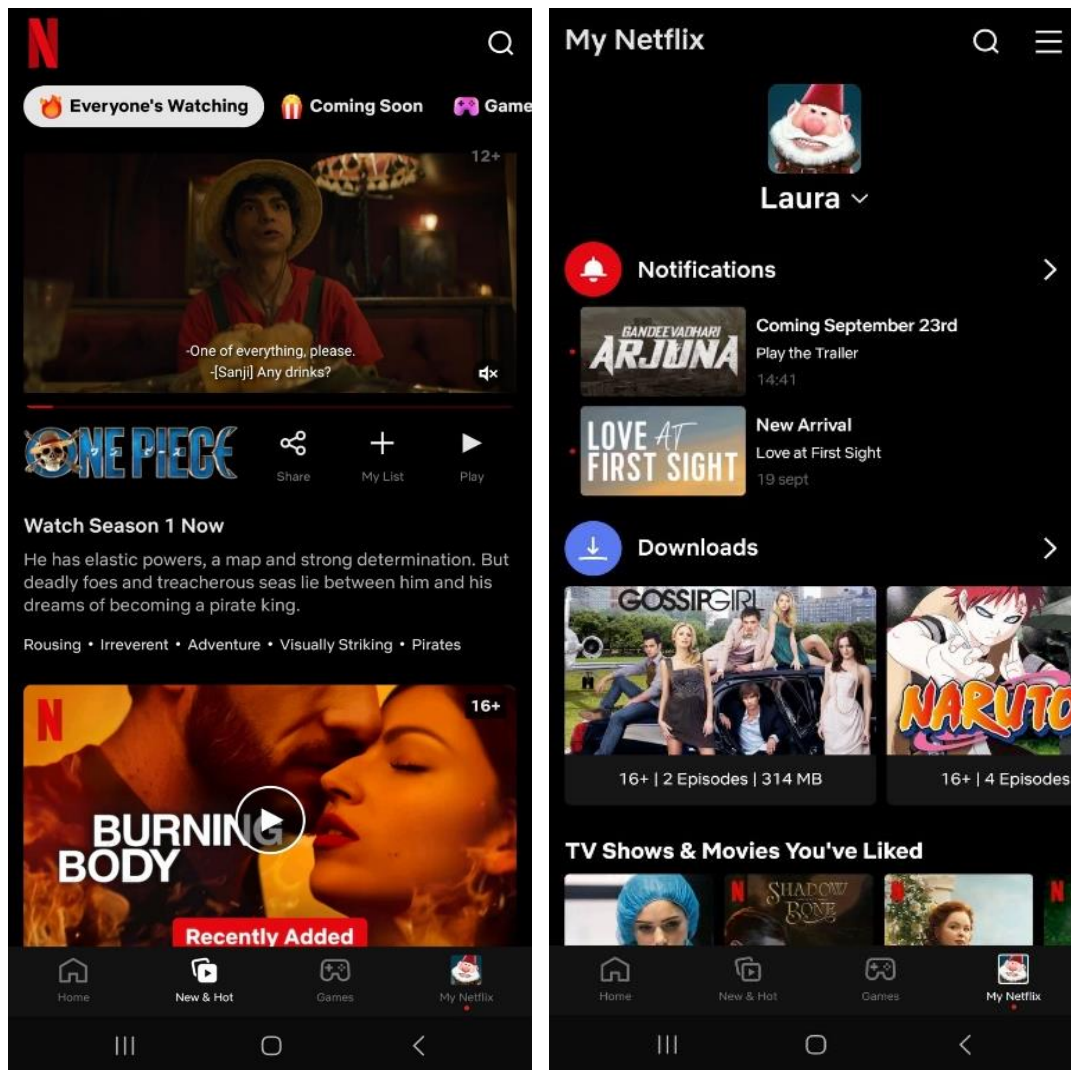 N
Everyone's Watching
Coming Soon
Game
12+
-One of everything, please.
-[Sanji] Any drinks?
ONE PIECE
ワンピース
Share
My List
Play
Watch Season 1 Now
He has elastic powers, a map and strong determination. But
deadly foes and treacherous seas lie between him and his
dreams of becoming a pirate king.
Rousing • Irreverent • Adventure • Visually Striking • Pirates
N
16+
BURNING
BODY
Recently Added
Home
New & Hot
Games
My Netflix
My Netflix
Laura
Notifications
GANDEEVADHARI
ARJUNA
Coming September 23rd
Play the Trailer
14:41
LOVE AT
FIRST SIGHT
New Arrival
Love at First Sight
19 sept
Downloads
GOSSIPGIRL
NARUTO
16+ | 2 Episodes | 314 MB
16+ | 4 Episodes
TV Shows & Movies You've Liked
N
SHADOW
BONE
N
N
Home
New & Hot
Games
My Netflix